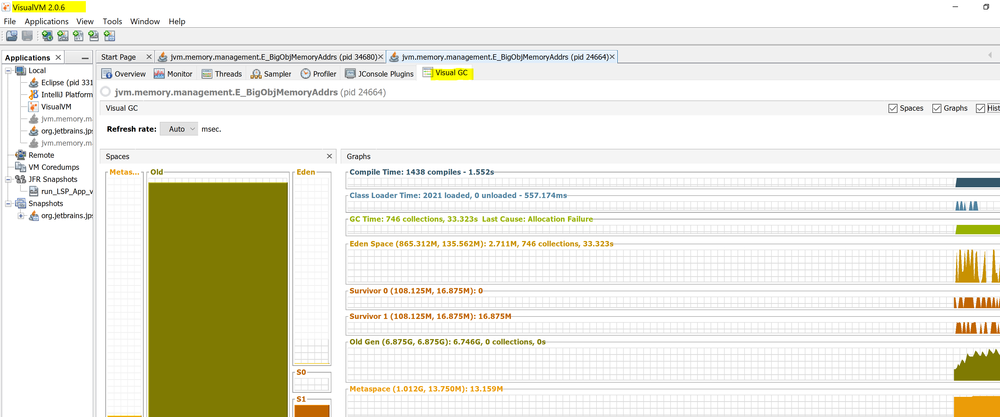 VisualVM 2.0.6
File Applications View Tools Window Help
Applications
Start Page
jvm.memory.management.E_BigObjMemoryAddrs (pid 34680)
jvm.memory.management.E_BigObjMemoryAddrs (pid 24664)
Local
Eclipse (pid 331
IntelliJ Platform
VisualVM
jvm.memory.m
org.jetbrains.jps
jvm.memory.m
Remote
VM Coredumps
JFR Snapshots
run_LSP_App_v
Snapshots
org.jetbrains.jps
Overview Monitor Threads Sampler Profiler JConsole Plugins Visual GC
jvm.memory.management.E_BigObjMemoryAddrs (pid 24664)
Visual GC
Spaces Graphs Hist
Refresh rate: Auto msec.
Spaces
Metas... Old Eden
S0
S1
Graphs
Compile Time: 1438 compiles - 1.552s
Class Loader Time: 2021 loaded, 0 unloaded - 557.174ms
GC Time: 746 collections, 33.323s Last Cause: Allocation Failure
Eden Space (865.312M, 135.562M): 2.711M, 746 collections, 33.323s
Survivor 0 (108.125M, 16.875M): 0
Survivor 1 (108.125M, 16.875M): 16.875M
Old Gen (6.875G, 6.875G): 6.746G, 0 collections, 0s
Metaspace (1.012G, 13.750M): 13.159M